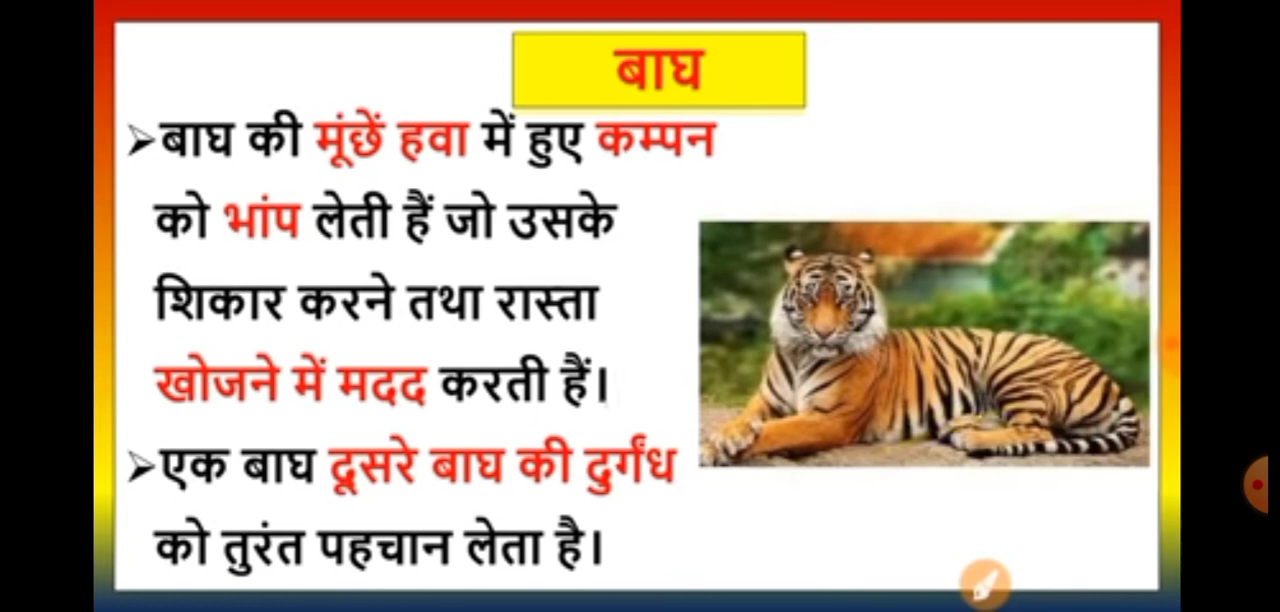 बाघ
➢बाघ की मूंछें हवा में हुए कम्पन
को भांप लेती हैं जो उसके
शिकार करने तथा रास्ता
खोजने में मदद करती हैं।
➢एक बाघ दूसरे बाघ की दुर्गंध
को तुरंत पहचान लेता है।